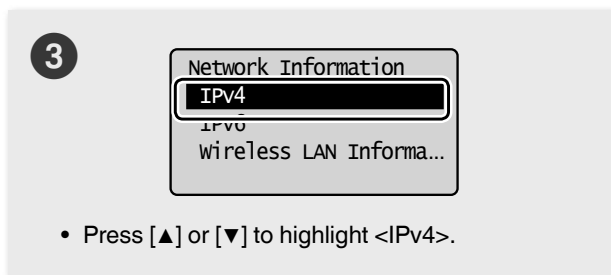 3
Network Information
IPv4
IPv6
Wireless LAN Informa...
• Press [▲] or [▼] to highlight <IPv4>.